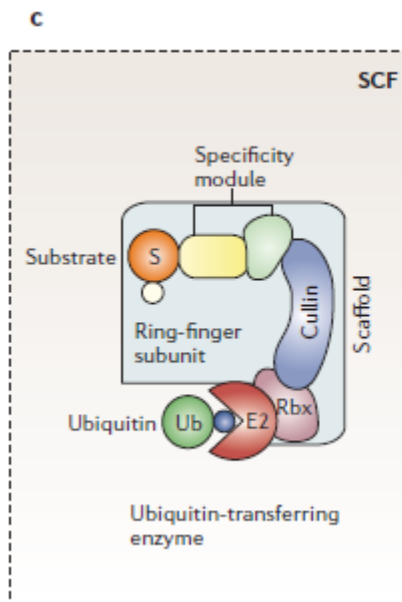 c
SCF
Specificity
module
Substrate
S
Ring-finger
subunit
Cullin
Scaffold
Ubiquitin
Ub
E2
Rbx
Ubiquitin-transferring
enzyme